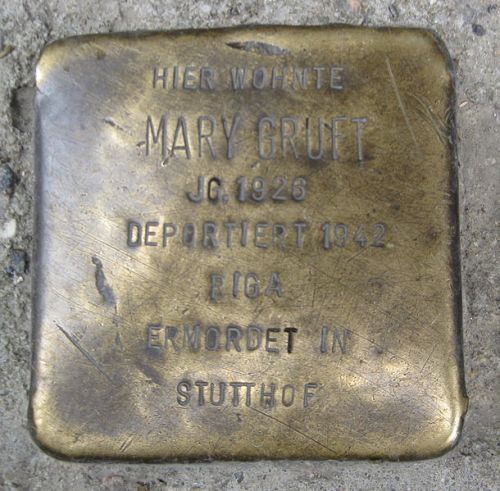 HIER WOHNTE
MARY GRUFT
JG. 1926
DEPORTIERT 1942
RIGA
ERMORDET IN
STUTTHOF